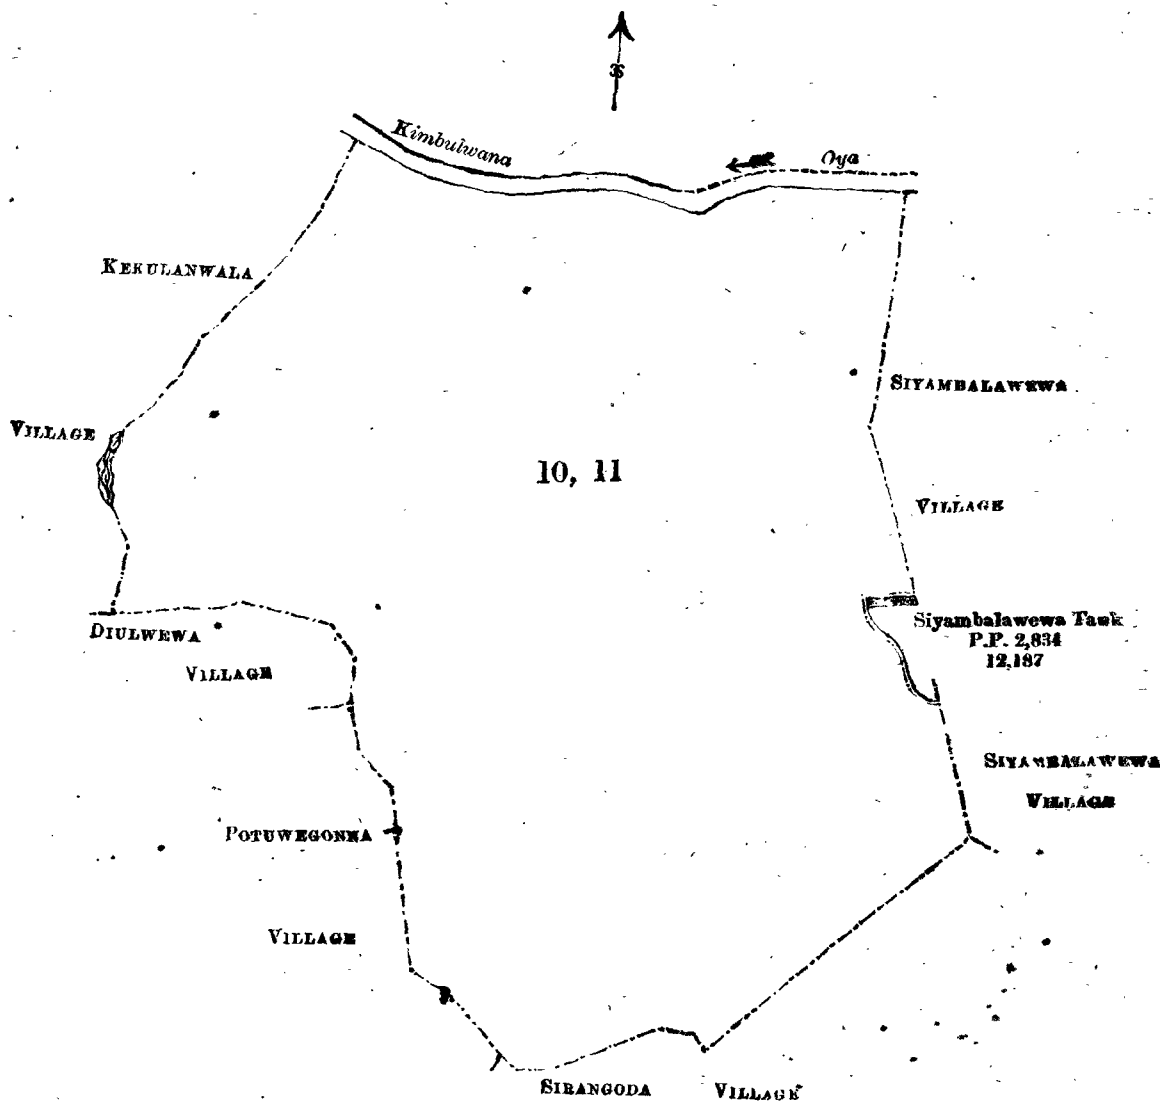 Kimbulwana Oya
KEKULANWALA
VILLAGE
SIYAMBALAWEWA
VILLAGE
10, 11
Siyambalawewa Tank
P.P. 2,834
12,187
DIULWEWA
VILLAGE
SIYAMBALAWEWA
VILLAGE
POTUWEGONNA
VILLAGE
SIRANGODA VILLAGE